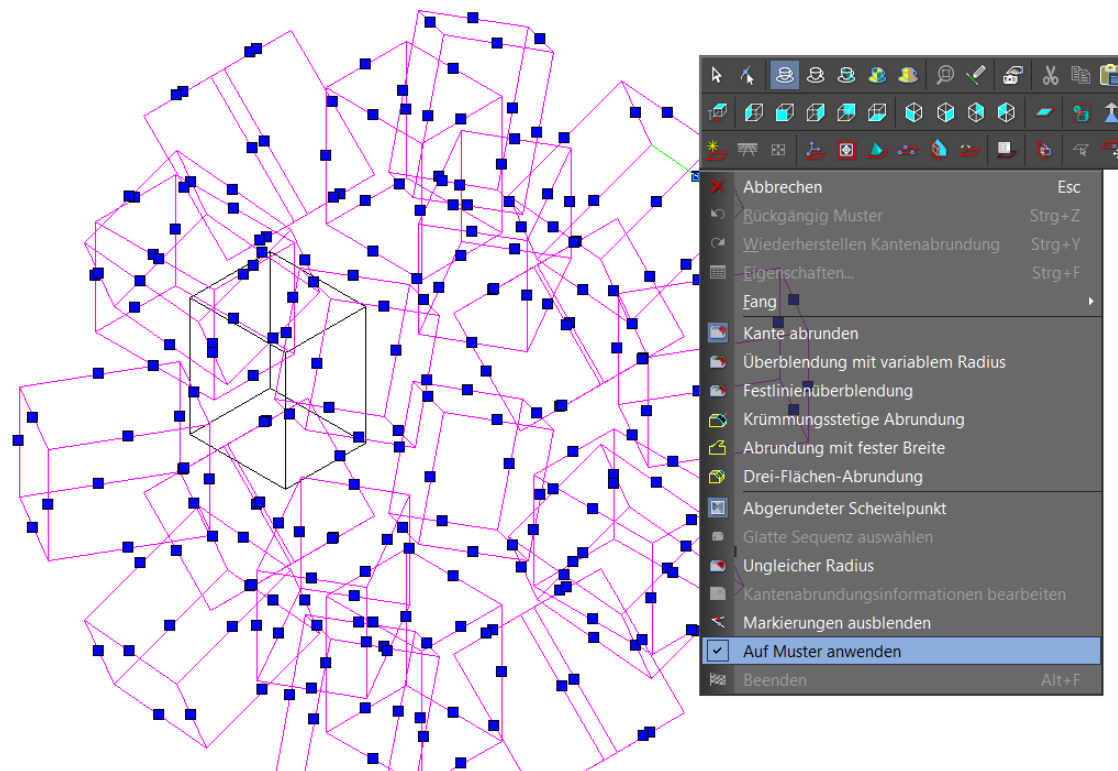 Abbrechen Esc
Rückgängig Muster Strg+Z
Wiederherstellen Kantenabrundung Strg+Y
Eigenschaften... Strg+F
Fang
Kante abrunden
Überblendung mit variablem Radius
Festlinienüberblendung
Krümmungsstetige Abrundung
Abrundung mit fester Breite
Drei-Flächen-Abrundung
Abgerundeter Scheitelpunkt
Glatte Sequenz auswählen
Ungleicher Radius
Kantenabrundungsinformationen bearbeiten
Markierungen ausblenden
Auf Muster anwenden
Beenden Alt+F